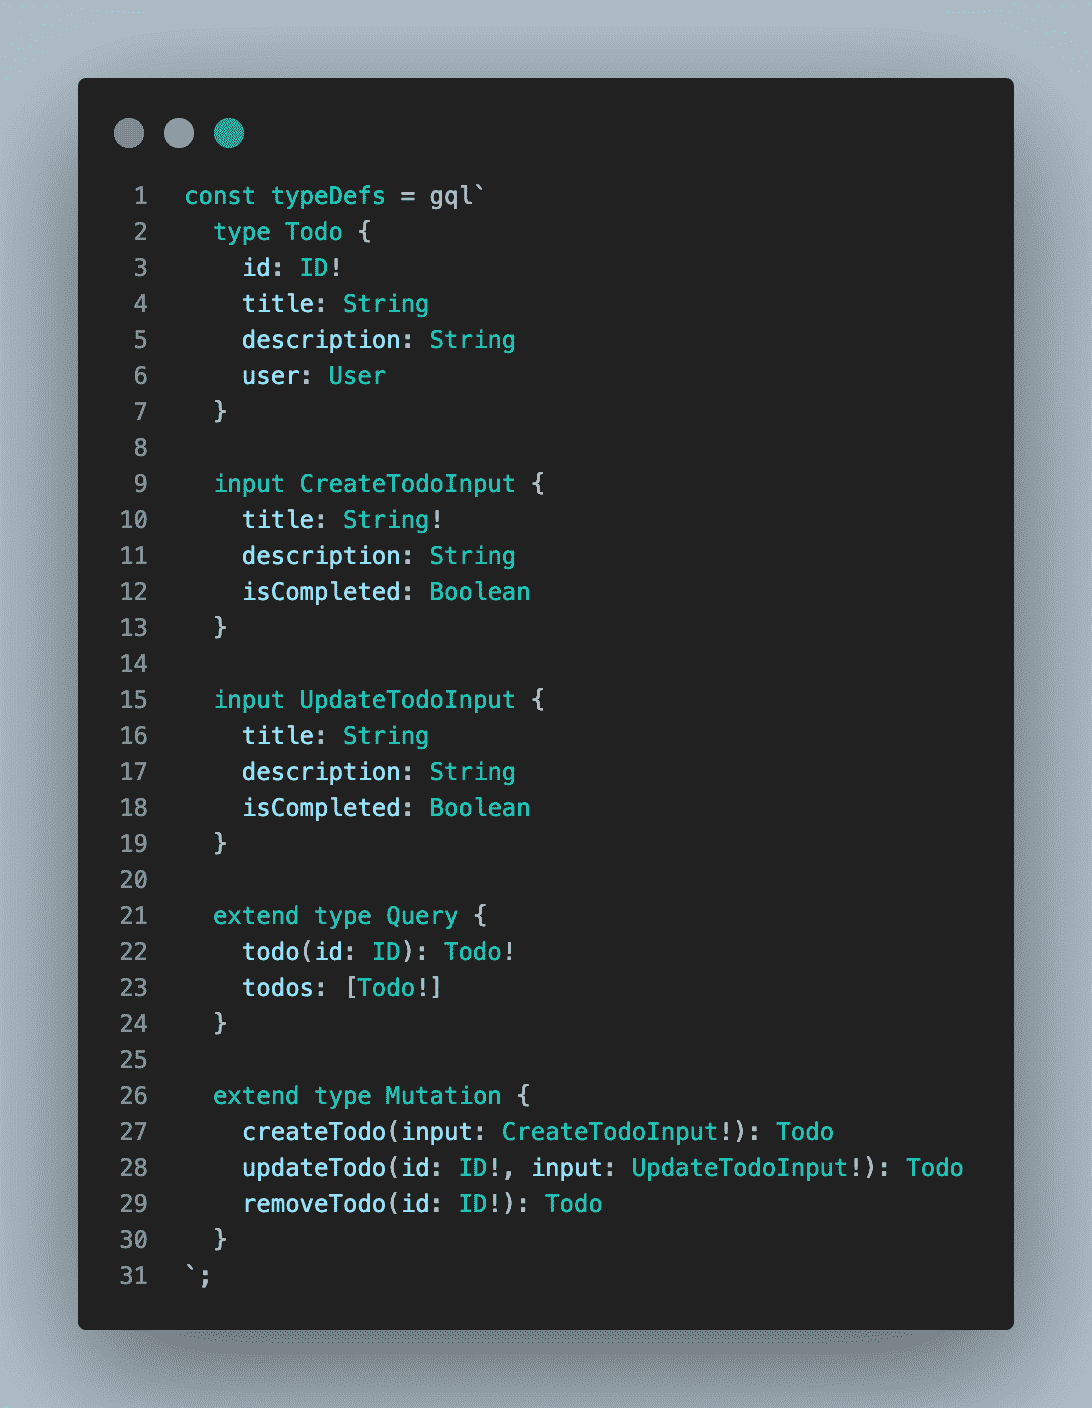 1 const typeDefs = gql`
2   type Todo {
3     id: ID!
4     title: String
5     description: String
6     user: User
7   }
8
9   input CreateTodoInput {
10     title: String!
11     description: String
12     isCompleted: Boolean
13   }
14
15   input UpdateTodoInput {
16     title: String
17     description: String
18     isCompleted: Boolean
19   }
20
21   extend type Query {
22     todo(id: ID): Todo!
23     todos: [Todo!]
24   }
25
26   extend type Mutation {
27     createTodo(input: CreateTodoInput!): Todo
28     updateTodo(id: ID!, input: UpdateTodoInput!): Todo
29     removeTodo(id: ID!): Todo
30   }
31 `;